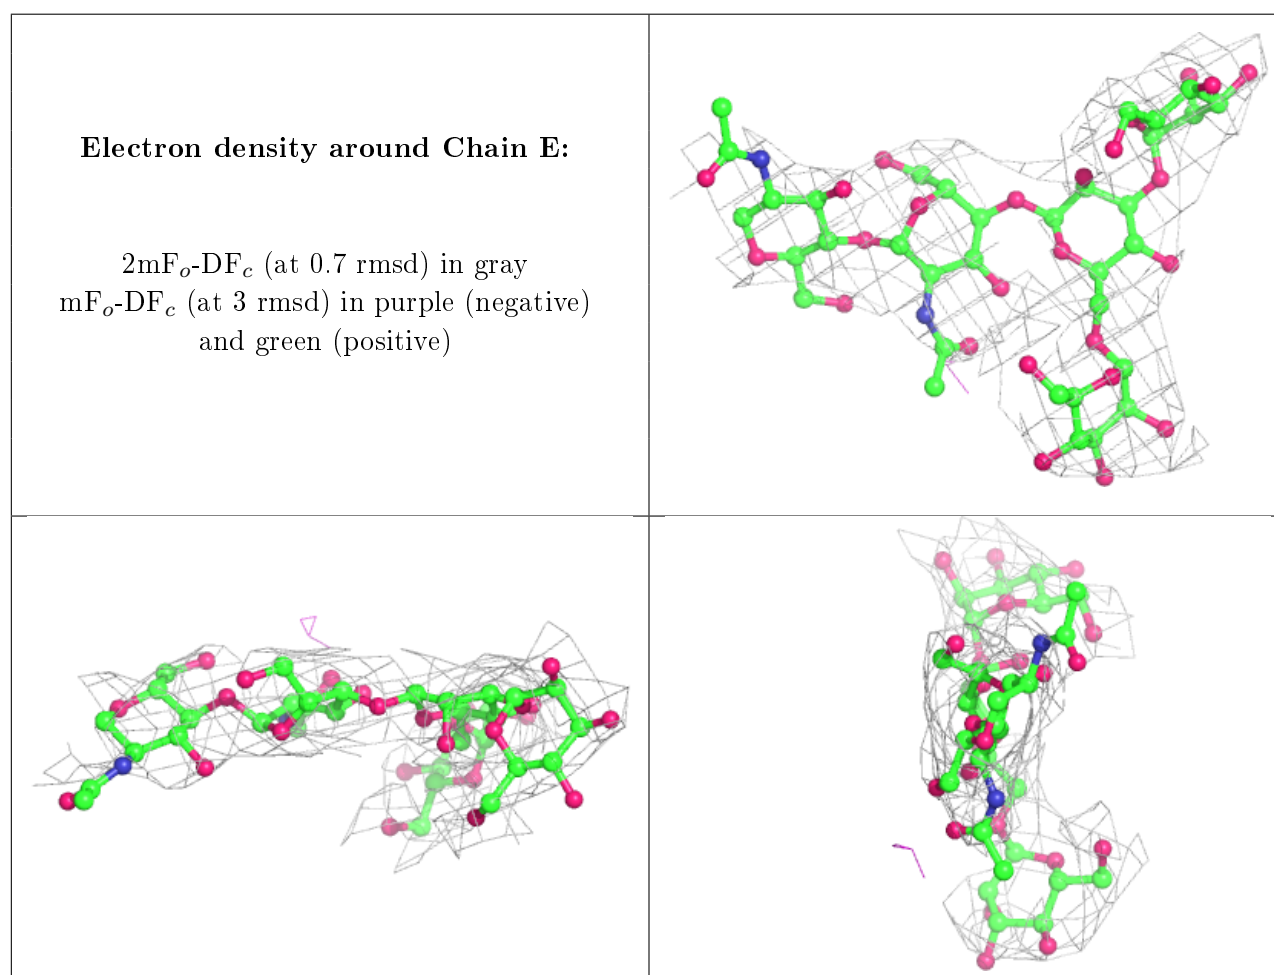 Electron density around Chain E:
2mFₒ-DF𝒸 (at 0.7 rmsd) in gray
mFₒ-DF𝒸 (at 3 rmsd) in purple (negative)
and green (positive)